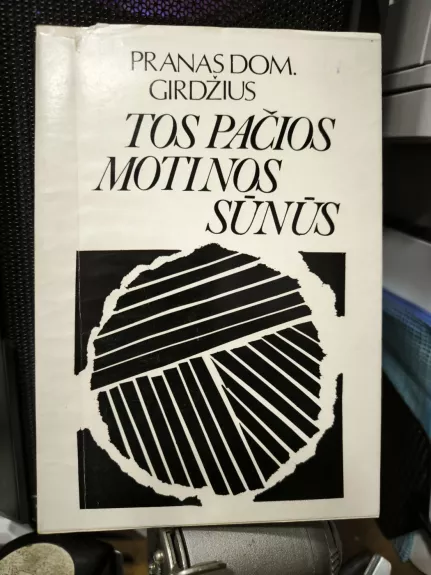 PRANAS DOM.
GIRDŽIUS
TOS PAČIOS
MOTINOS
SŪNŪS